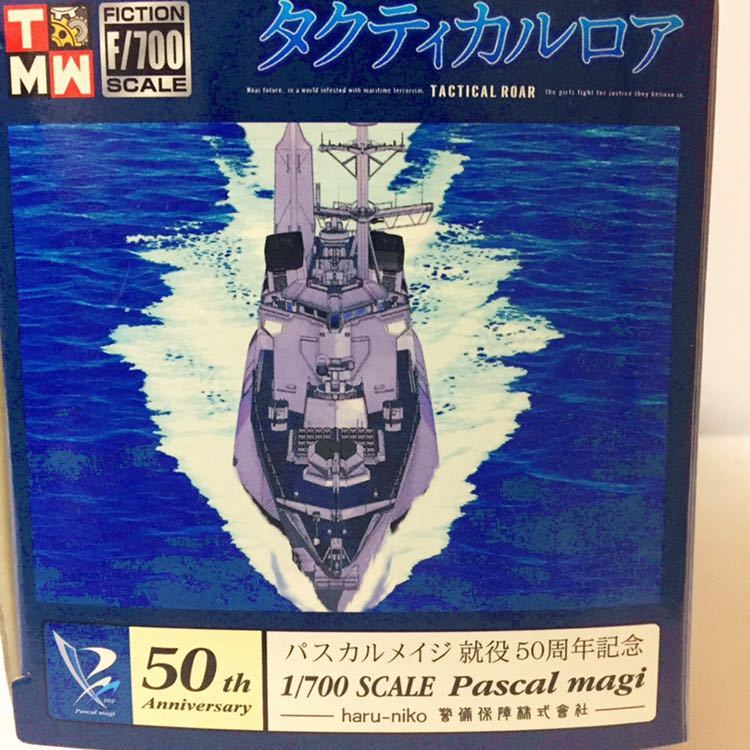 TMW
FICTION
F/700
SCALE
タクティカルロア
Near future.. in a world infested with maritime terrorism. TACTICAL ROAR the girls fight for justice they believe in.
パスカルメイジ 就役50周年記念
50th
Anniversary
1/700 SCALE Pascal magi
haru-niko 警備保障株式會社
102
Pascal magi